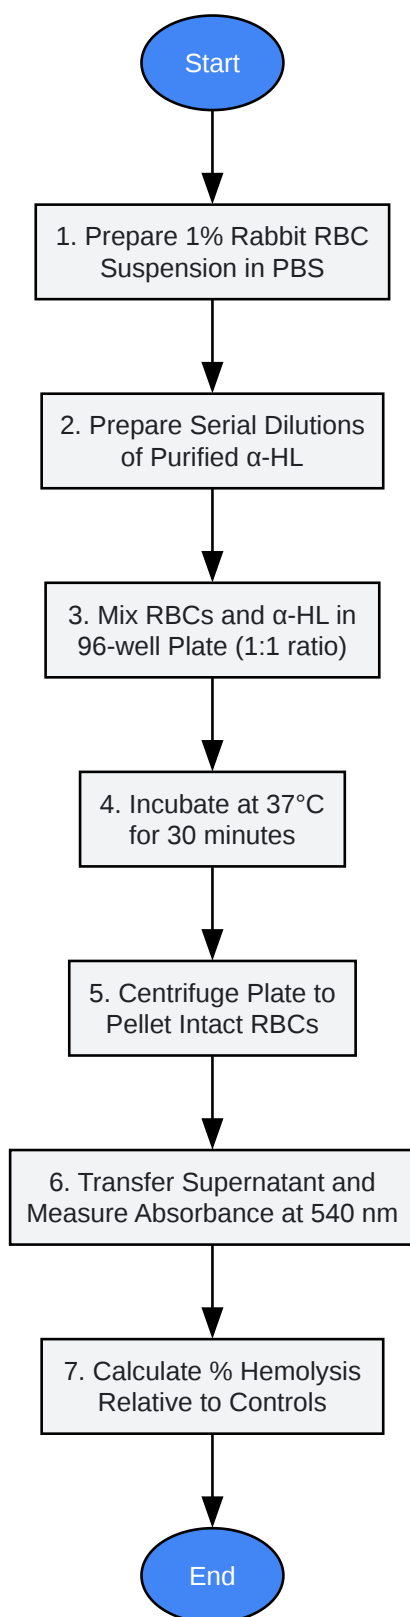 Start
1. Prepare 1% Rabbit RBC
Suspension in PBS
2. Prepare Serial Dilutions
of Purified α-HL
3. Mix RBCs and α-HL in
96-well Plate (1:1 ratio)
4. Incubate at 37°C
for 30 minutes
5. Centrifuge Plate to
Pellet Intact RBCs
6. Transfer Supernatant and
Measure Absorbance at 540 nm
7. Calculate % Hemolysis
Relative to Controls
End